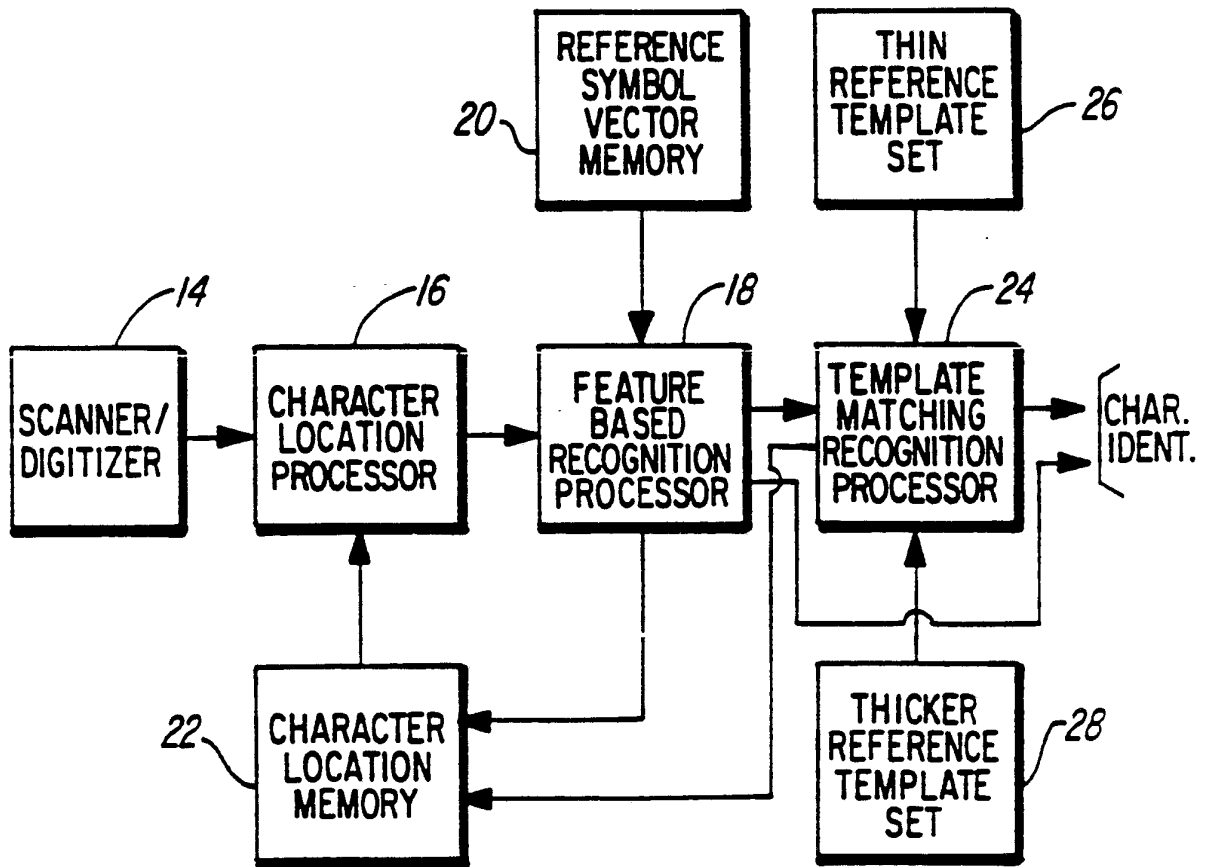 REFERENCE
SYMBOL
VECTOR
MEMORY
20
THIN
REFERENCE
TEMPLATE
SET
26
14
SCANNER/
DIGITIZER
16
CHARACTER
LOCATION
PROCESSOR
18
FEATURE
BASED
RECOGNITION
PROCESSOR
24
TEMPLATE
MATCHING
RECOGNITION
PROCESSOR
CHAR.
IDENT.
22
CHARACTER
LOCATION
MEMORY
THICKER
REFERENCE
TEMPLATE
SET
28